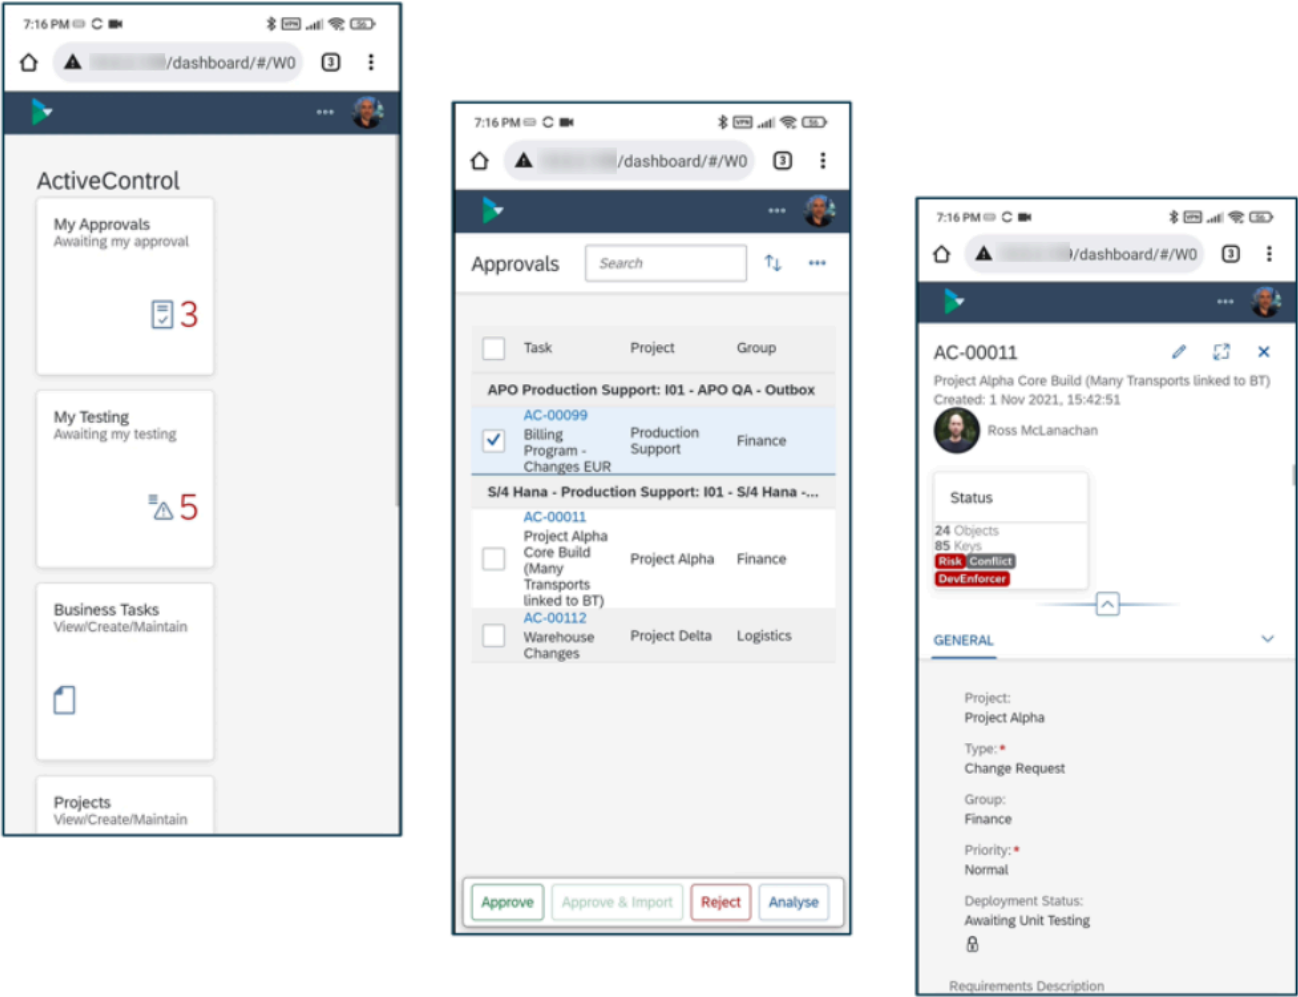 7:16 PM
VPN
56
/dashboard/#/W0
3
ActiveControl
My Approvals
Awaiting my approval
3
My Testing
Awaiting my testing
5
Business Tasks
View/Create/Maintain
Projects
View/Create/Maintain
7:16 PM
VPN
56
/dashboard/#/W0
3
Approvals
Search
Task Project Group
APO Production Support: I01 - APO QA - Outbox
AC-00099
Billing
Program -
Changes EUR
Production
Support
Finance
S/4 Hana - Production Support: I01 - S/4 Hana -...
AC-00011
Project Alpha
Core Build
(Many
Transports
linked to BT)
Project Alpha
Finance
AC-00112
Warehouse
Changes
Project Delta
Logistics
Approve
Approve & Import
Reject
Analyse
7:16 PM
VPN
56
/dashboard/#/W0
3
AC-00011
Project Alpha Core Build (Many Transports linked to BT)
Created: 1 Nov 2021, 15:42:51
Ross McLanachan
Status
24 Objects
85 Keys
Risk Conflict
DevEnforcer
GENERAL
Project:
Project Alpha
Type:*
Change Request
Group:
Finance
Priority:*
Normal
Deployment Status:
Awaiting Unit Testing
Requirements Description